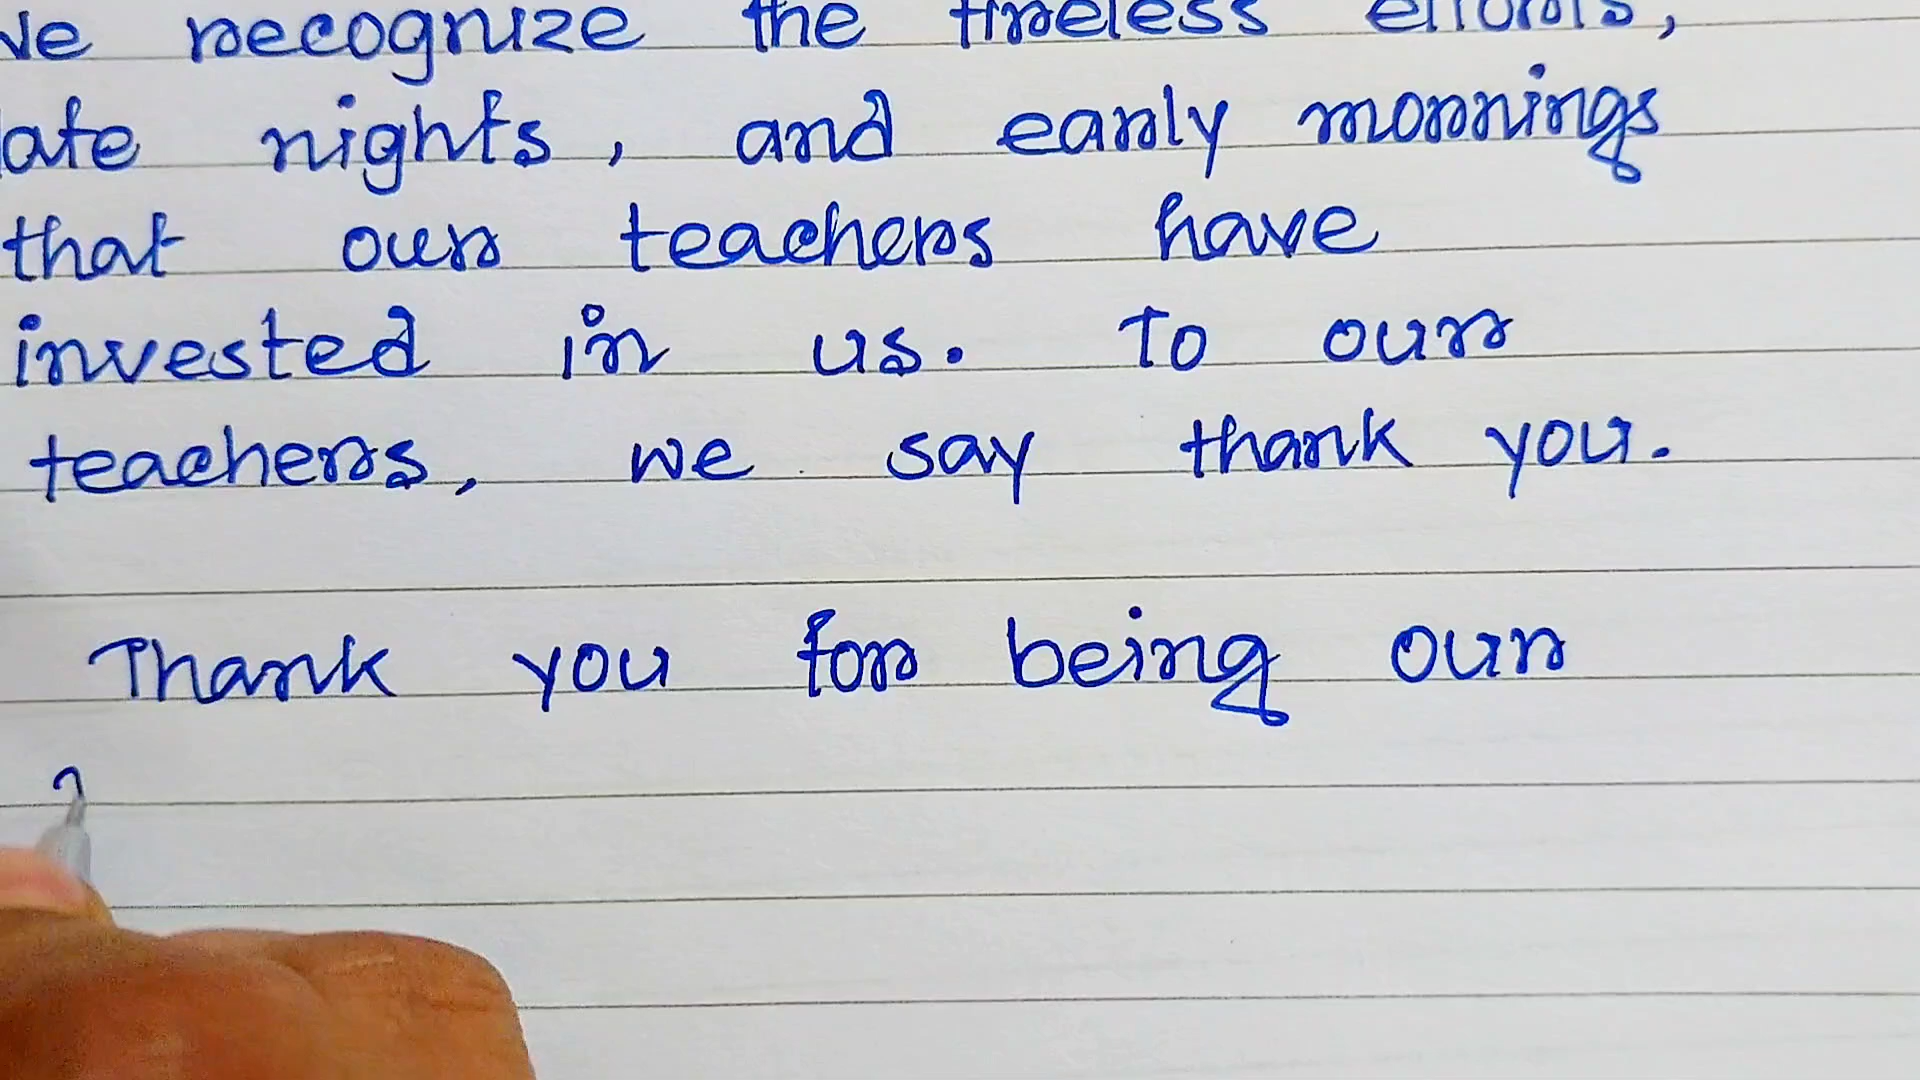 We recognize the tireless efforts,
late nights, and early mornings
that our teachers have
invested in us. To our
teachers, we say thank you.
Thank you for being our